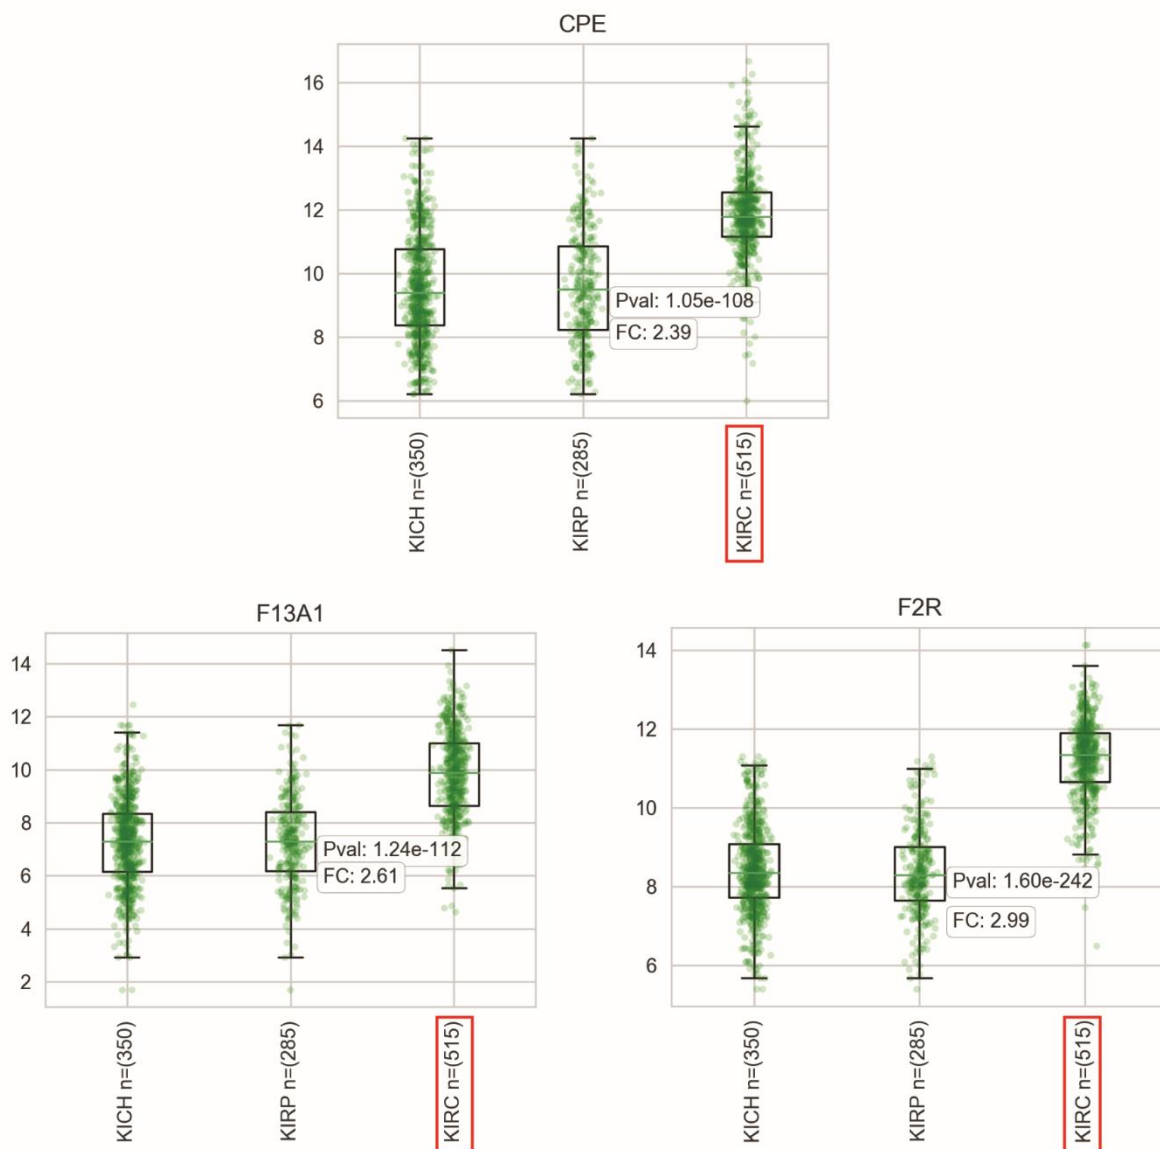 CPE
16
14
12
10
8
6
Pval: 1.05e-108
FC: 2.39
KICH n=(350)
KIRP n=(285)
KIRC n=(515)
F13A1
14
12
10
8
6
4
2
Pval: 1.24e-112
FC: 2.61
KICH n=(350)
KIRP n=(285)
KIRC n=(515)
F2R
14
12
10
8
6
Pval: 1.60e-242
FC: 2.99
KICH n=(350)
KIRP n=(285)
KIRC n=(515)